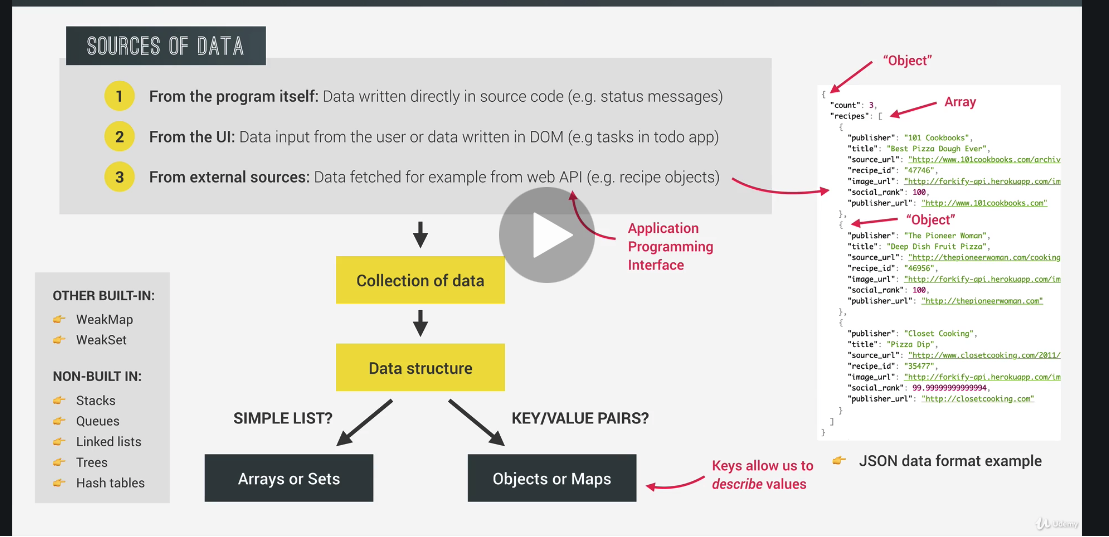 SOURCES OF DATA
1 From the program itself: Data written directly in source code (e.g. status messages)
2 From the UI: Data input from the user or data written in DOM (e.g tasks in todo app)
3 From external sources: Data fetched for example from web API (e.g. recipe objects)
Application
Programming
Interface
Collection of data
Data structure
SIMPLE LIST?
KEY/VALUE PAIRS?
Arrays or Sets
Objects or Maps
Keys allow us to
describe values
OTHER BUILT-IN:
WeakMap
WeakSet
NON-BUILT IN:
Stacks
Queues
Linked lists
Trees
Hash tables
"Object"
Array
{
"count": 3,
"recipes": [
{
"publisher": "101 Cookbooks",
"title": "Best Pizza Dough Ever",
"source_url": "http://www.101cookbooks.com/archiv
"recipe_id": "47746",
"image_url": "http://forkify-api.herokuapp.com/im
"social_rank": 100,
"publisher_url": "http://www.101cookbooks.com"
},
"Object"
{
"publisher": "The Pioneer Woman",
"title": "Deep Dish Fruit Pizza",
"source_url": "http://thepioneerwoman.com/cooking
"recipe_id": "46956",
"image_url": "http://forkify-api.herokuapp.com/im
"social_rank": 100,
"publisher_url": "http://thepioneerwoman.com"
},
{
"publisher": "Closet Cooking",
"title": "Pizza Dip",
"source_url": "http://www.closetcooking.com/2011/
"recipe_id": "35477",
"image_url": "http://forkify-api.herokuapp.com/im
"social_rank": 99.99999999999994,
"publisher_url": "http://closetcooking.com"
}
]
}
JSON data format example
Udemy